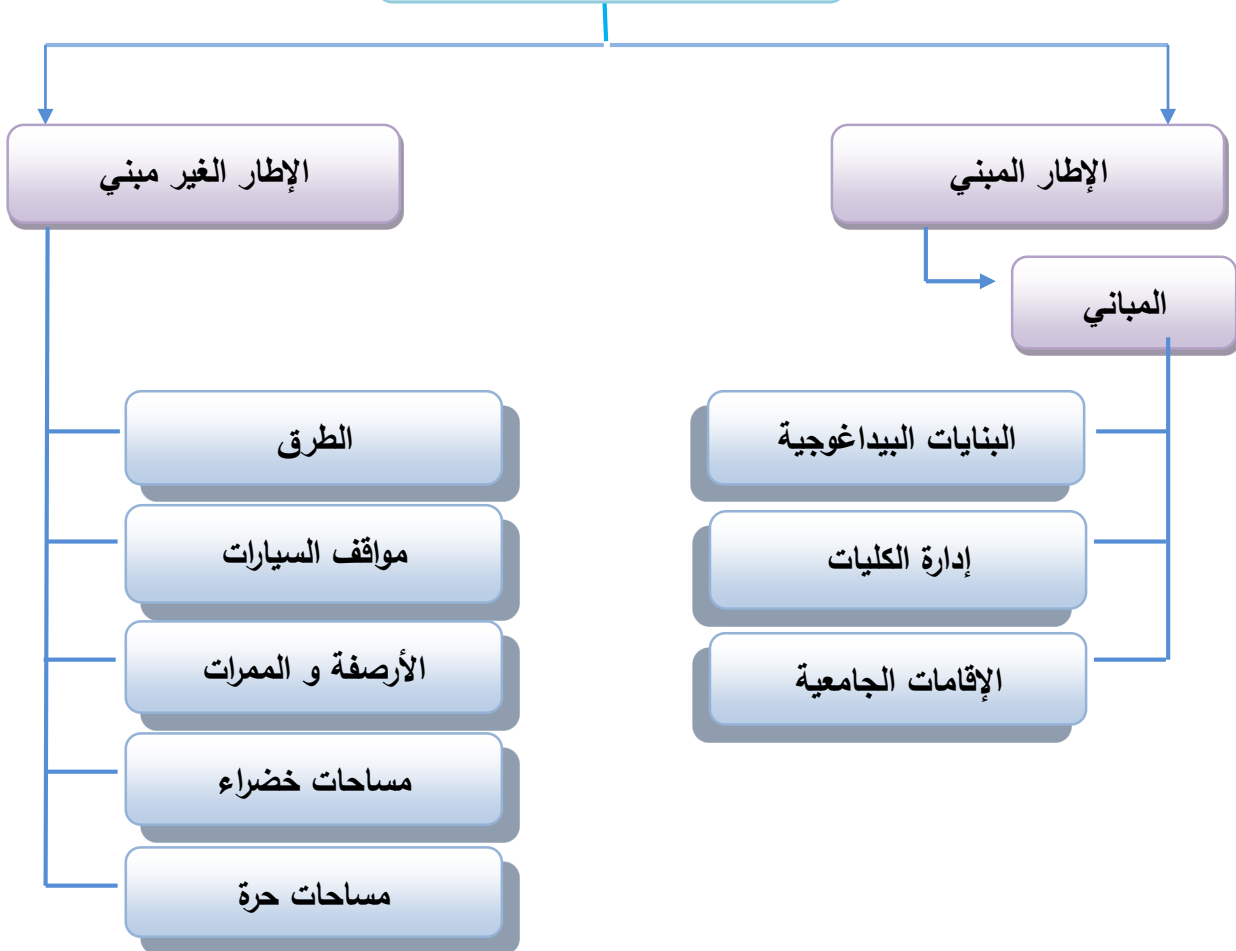 الإطار المبني
الإطار الغير مبني
المباني
البنايات البيداغوجية
إدارة الكليات
الإقامات الجامعية
الطرق
مواقف السيارات
الأرصفة و الممرات
مساحات خضراء
مساحات حرة